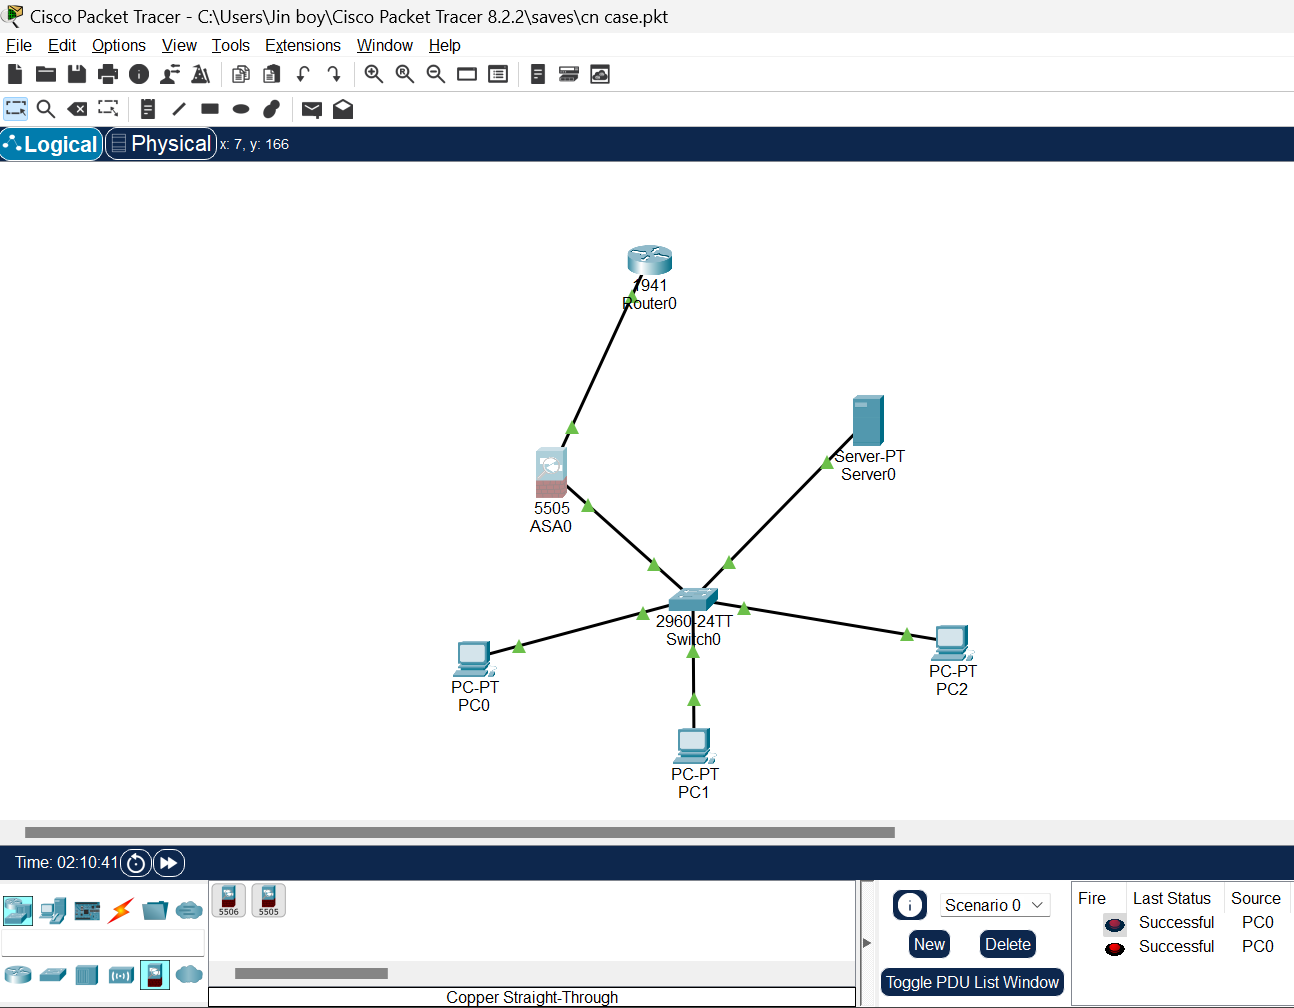 Cisco Packet Tracer - C:\Users\Jin boy\Cisco Packet Tracer 8.2.2\saves\cn case.pkt
File Edit Options View Tools Extensions Window Help
Logical Physical x: 7, y: 166
1941
Router0
Server-PT
Server0
5505
ASA0
2960-24TT
Switch0
PC-PT
PC0
PC-PT
PC2
PC-PT
PC1
Time: 02:10:41
5506 5505
Copper Straight-Through
Scenario 0
New Delete
Toggle PDU List Window
Fire Last Status Source
Successful PC0
Successful PC0